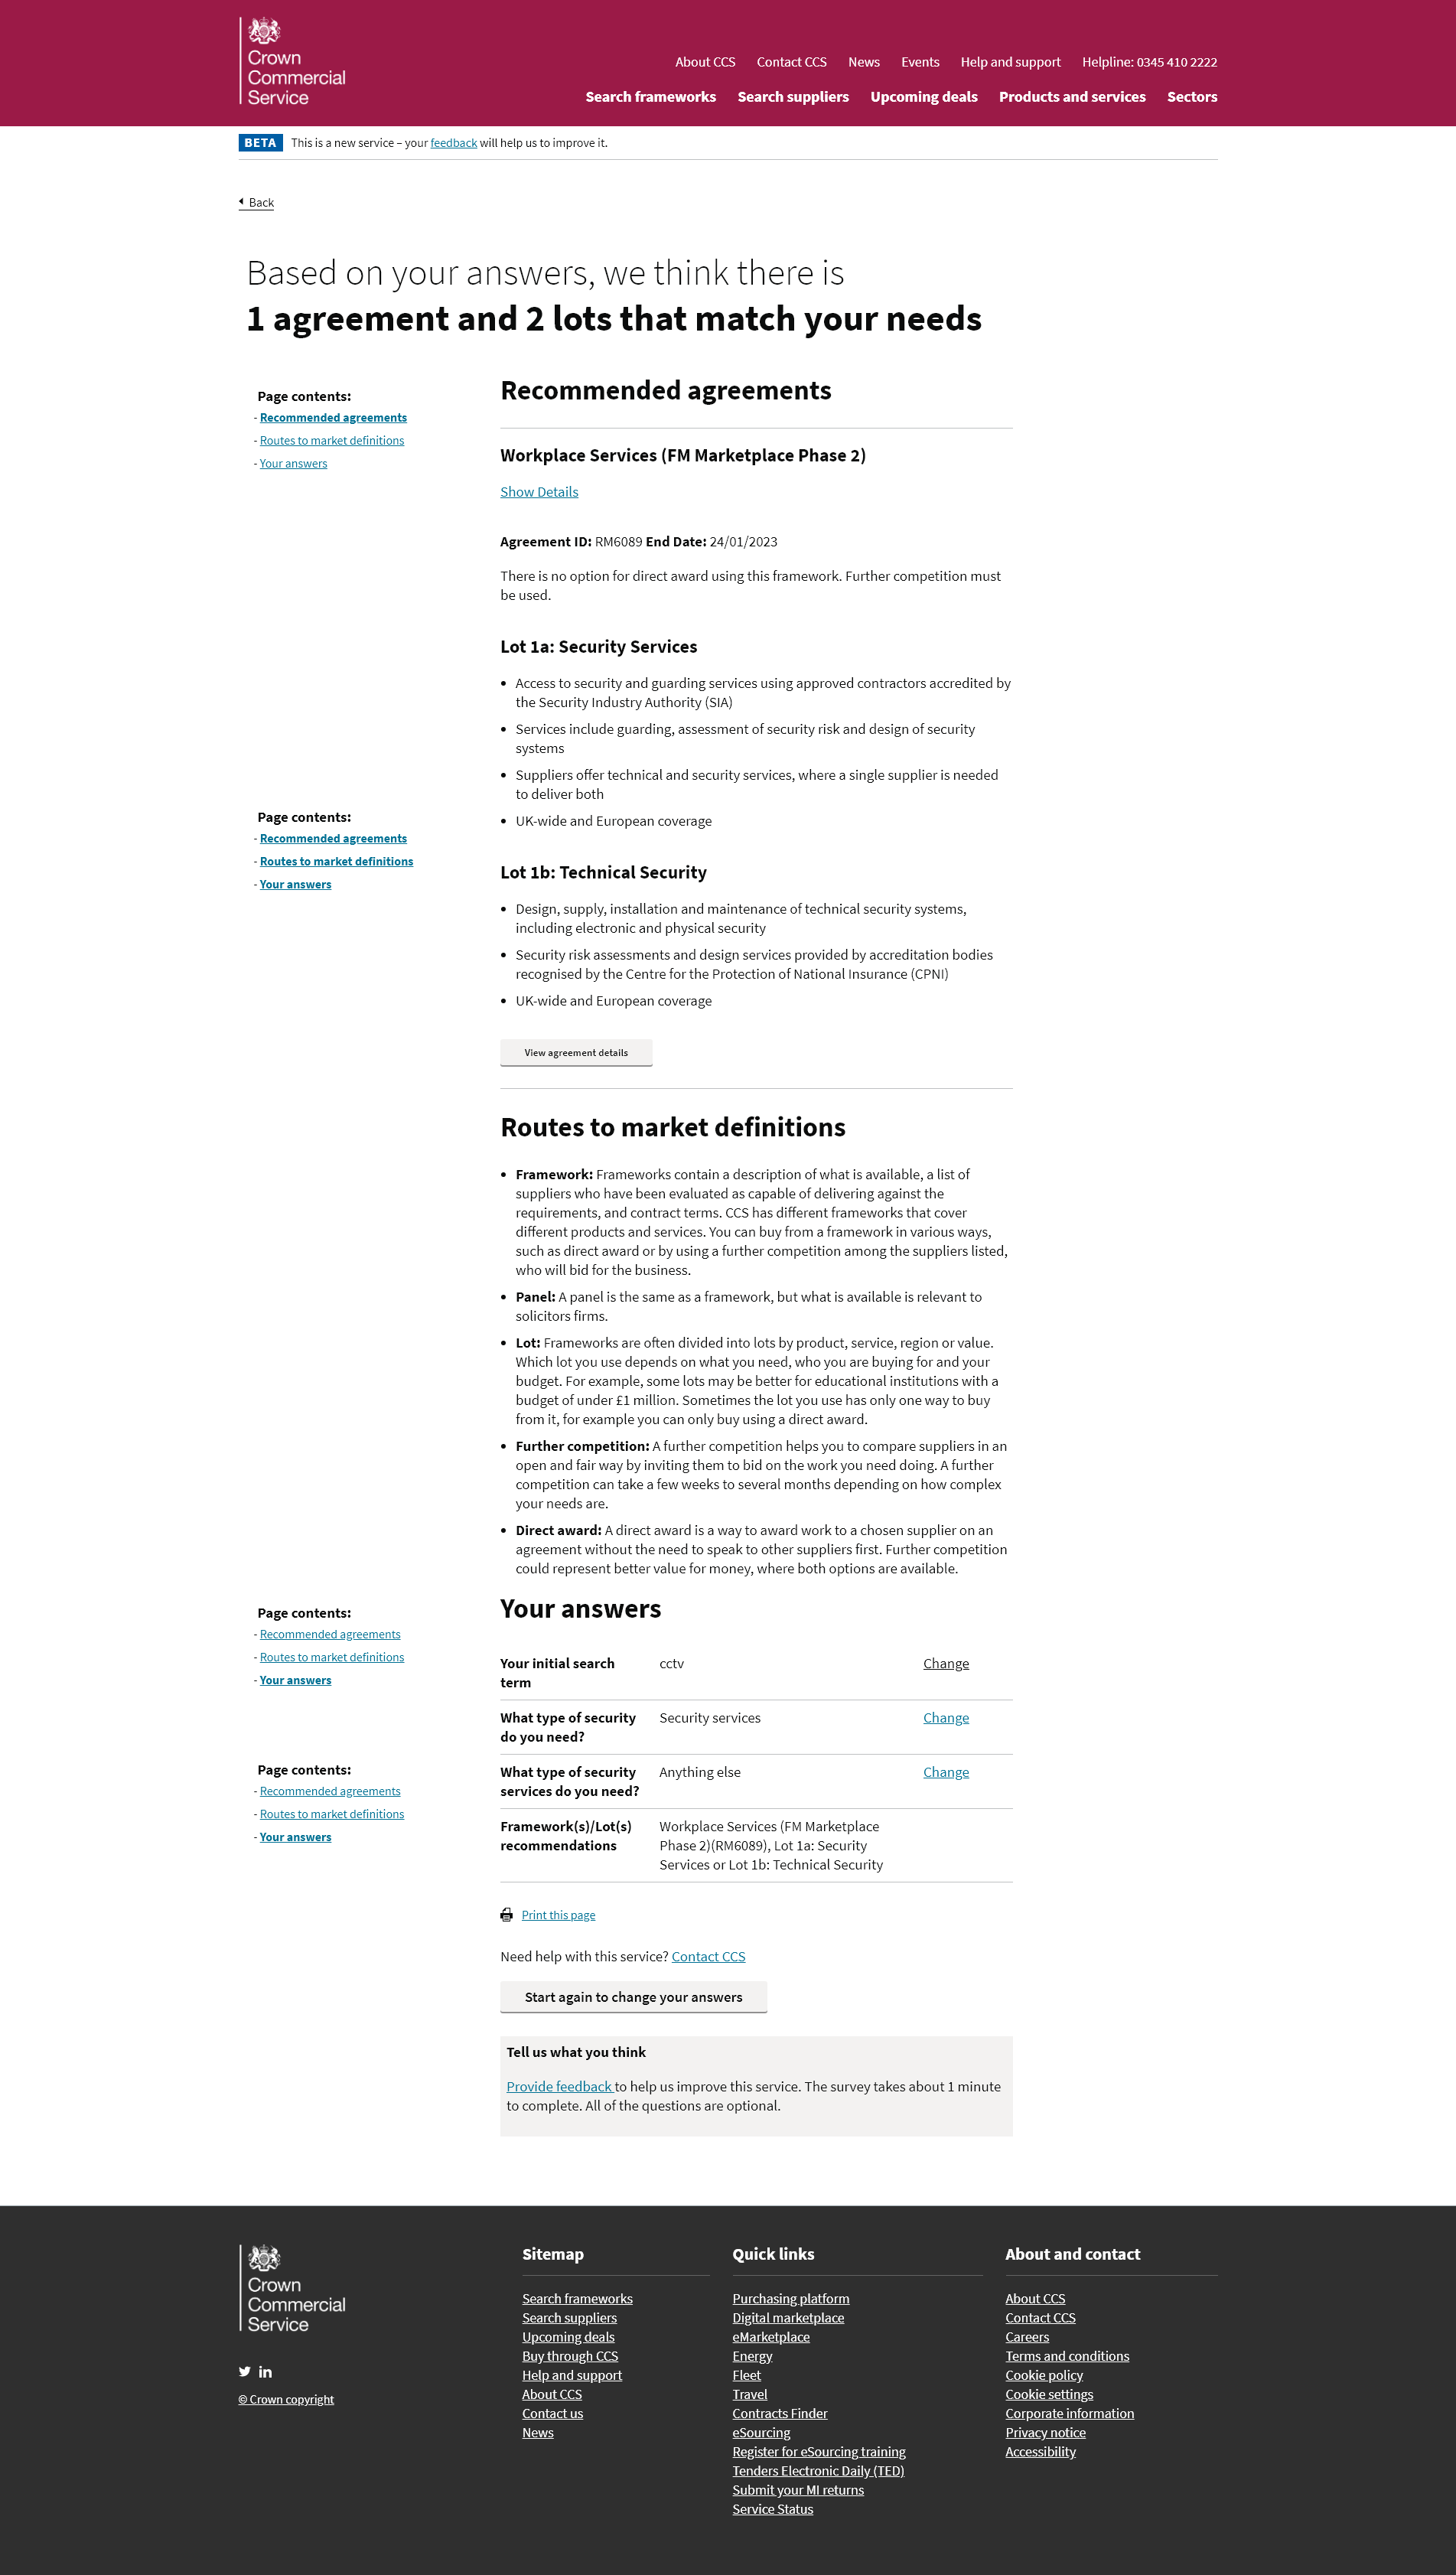 Crown
Commercial
Service
About CCS Contact CCS News Events Help and support Helpline: 0345 410 2222
Search frameworks Search suppliers Upcoming deals Products and services Sectors
BETA This is a new service – your feedback will help us to improve it.
Back
Based on your answers, we think there is
1 agreement and 2 lots that match your needs
Page contents:
- Recommended agreements
- Routes to market definitions
- Your answers
Recommended agreements
Workplace Services (FM Marketplace Phase 2)
Show Details
Agreement ID: RM6089 End Date: 24/01/2023
There is no option for direct award using this framework. Further competition must
be used.
Lot 1a: Security Services
• Access to security and guarding services using approved contractors accredited by
the Security Industry Authority (SIA)
• Services include guarding, assessment of security risk and design of security
systems
• Suppliers offer technical and security services, where a single supplier is needed
to deliver both
• UK-wide and European coverage
Page contents:
- Recommended agreements
- Routes to market definitions
- Your answers
Lot 1b: Technical Security
• Design, supply, installation and maintenance of technical security systems,
including electronic and physical security
• Security risk assessments and design services provided by accreditation bodies
recognised by the Centre for the Protection of National Insurance (CPNI)
• UK-wide and European coverage
View agreement details
Routes to market definitions
• Framework: Frameworks contain a description of what is available, a list of
suppliers who have been evaluated as capable of delivering against the
requirements, and contract terms. CCS has different frameworks that cover
different products and services. You can buy from a framework in various ways,
such as direct award or by using a further competition among the suppliers listed,
who will bid for the business.
• Panel: A panel is the same as a framework, but what is available is relevant to
solicitors firms.
• Lot: Frameworks are often divided into lots by product, service, region or value.
Which lot you use depends on what you need, who you are buying for and your
budget. For example, some lots may be better for educational institutions with a
budget of under £1 million. Sometimes the lot you use has only one way to buy
from it, for example you can only buy using a direct award.
• Further competition: A further competition helps you to compare suppliers in an
open and fair way by inviting them to bid on the work you need doing. A further
competition can take a few weeks to several months depending on how complex
your needs are.
• Direct award: A direct award is a way to award work to a chosen supplier on an
agreement without the need to speak to other suppliers first. Further competition
could represent better value for money, where both options are available.
Page contents:
- Recommended agreements
- Routes to market definitions
- Your answers
Your answers
Your initial search cctv Change
term
What type of security Security services Change
do you need?
What type of security Anything else Change
services do you need?
Page contents:
- Recommended agreements
- Routes to market definitions
- Your answers
Framework(s)/Lot(s) Workplace Services (FM Marketplace
recommendations Phase 2)(RM6089), Lot 1a: Security
Services or Lot 1b: Technical Security
Print this page
Need help with this service? Contact CCS
Start again to change your answers
Tell us what you think
Provide feedback to help us improve this service. The survey takes about 1 minute
to complete. All of the questions are optional.
Crown
Commercial
Service
© Crown copyright
Sitemap
Search frameworks
Search suppliers
Upcoming deals
Buy through CCS
Help and support
About CCS
Contact us
News
Quick links
Purchasing platform
Digital marketplace
eMarketplace
Energy
Fleet
Travel
Contracts Finder
eSourcing
Register for eSourcing training
Tenders Electronic Daily (TED)
Submit your MI returns
Service Status
About and contact
About CCS
Contact CCS
Careers
Terms and conditions
Cookie policy
Cookie settings
Corporate information
Privacy notice
Accessibility